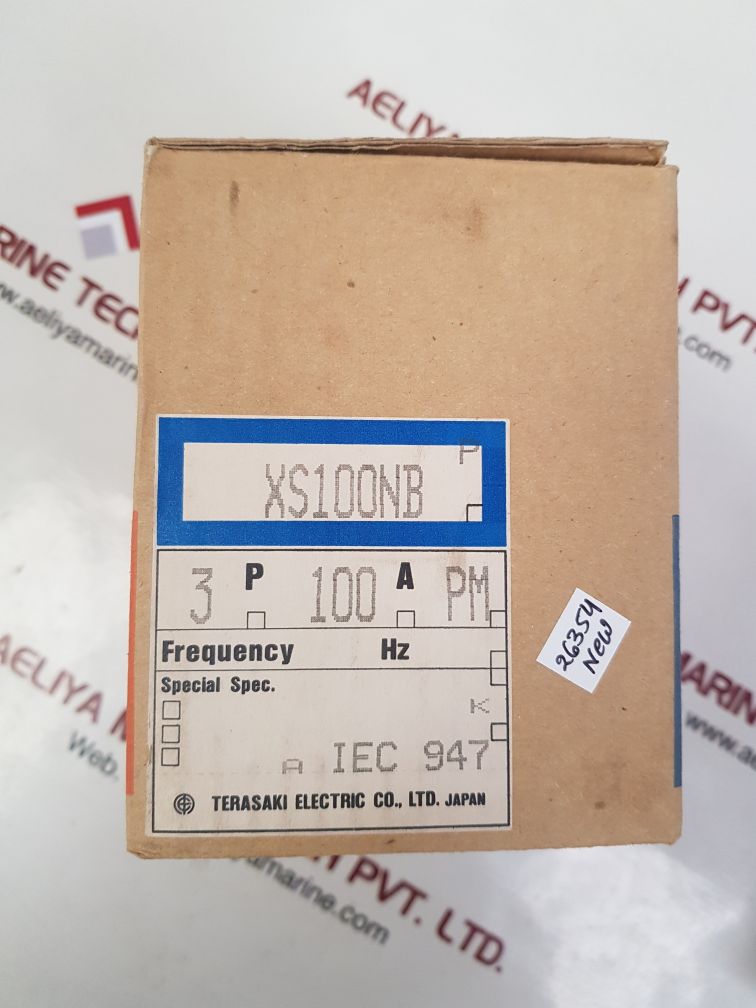 AELIYA
RINE TEC
www.aeliyamarin
PVT.
.com
P
XS100NB
3 P 100 A PM
Frequency Hz
Special Spec.
K
A IEC 947
TERASAKI ELECTRIC CO., LTD. JAPAN
26354
New
AELIYA M
Web.
MARIN
www.ae
PVT. LTD.
marine.com